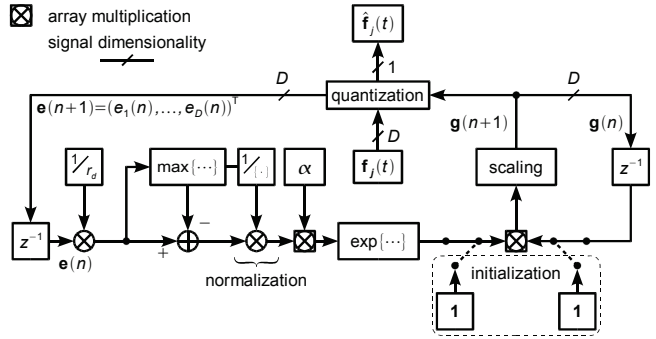 array multiplication
signal dimensionality
f̂_j(t)
1
D
quantization
D
e(n+1)=(e_1(n),...,e_D(n))^T
D
g(n+1)
g(n)
f_j(t)
1/r_d
max{⋯}
1/[·]
α
scaling
z^{-1}
z^{-1}
e(n)
+
−
exp{⋯}
normalization
initialization
1
1